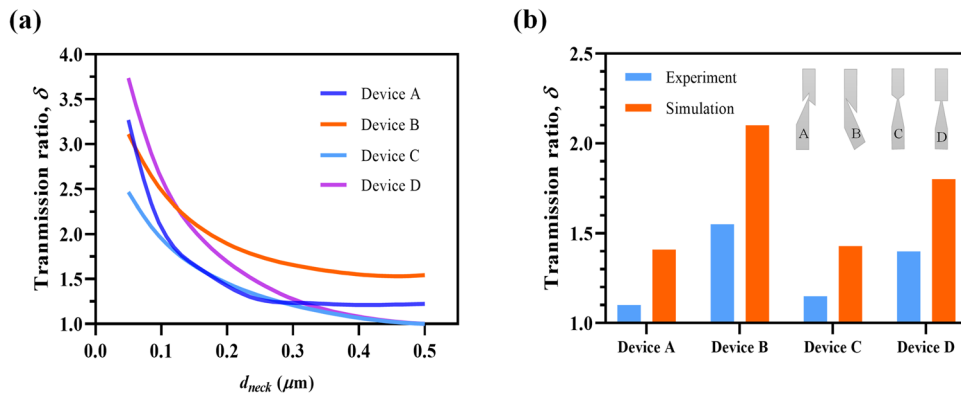 (a)
Tranmission ratio, δ
4.0
3.5
3.0
2.5
2.0
1.5
1.0
0.0 0.1 0.2 0.3 0.4 0.5
d_neck (μm)
Device A
Device B
Device C
Device D
(b)
Tranmission ratio, δ
2.5
2.0
1.5
1.0
Experiment
Simulation
A B C D
Device A Device B Device C Device D